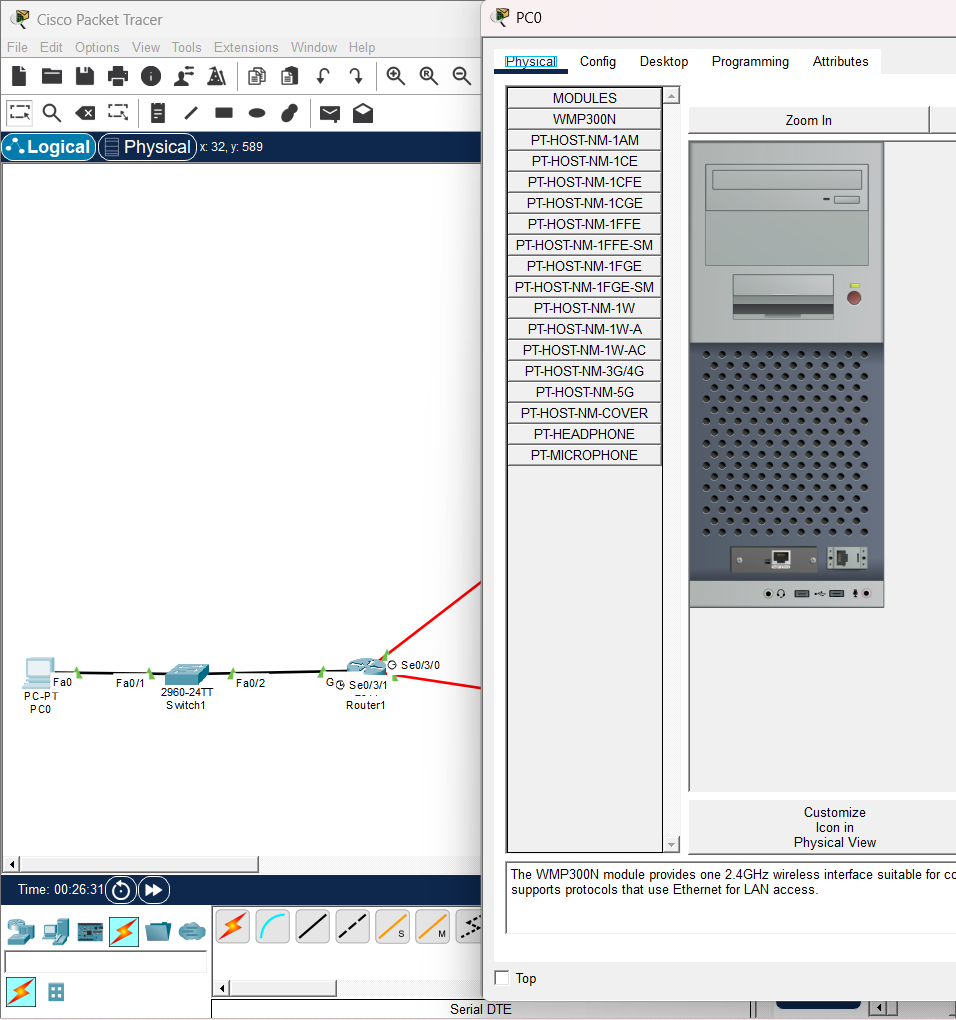 Cisco Packet Tracer
File Edit Options View Tools Extensions Window Help
Logical
Physical
x: 32, y: 589
Fa0
PC-PT
PC0
Fa0/1
2960-24TT
Switch1
Fa0/2
G
Se0/3/0
Se0/3/1
Router1
Time: 00:26:31
S
M
Serial DTE
PC0
Physical Config Desktop Programming Attributes
MODULES
WMP300N
PT-HOST-NM-1AM
PT-HOST-NM-1CE
PT-HOST-NM-1CFE
PT-HOST-NM-1CGE
PT-HOST-NM-1FFE
PT-HOST-NM-1FFE-SM
PT-HOST-NM-1FGE
PT-HOST-NM-1FGE-SM
PT-HOST-NM-1W
PT-HOST-NM-1W-A
PT-HOST-NM-1W-AC
PT-HOST-NM-3G/4G
PT-HOST-NM-5G
PT-HOST-NM-COVER
PT-HEADPHONE
PT-MICROPHONE
Zoom In
Customize
Icon in
Physical View
The WMP300N module provides one 2.4GHz wireless interface suitable for co
supports protocols that use Ethernet for LAN access.
Top